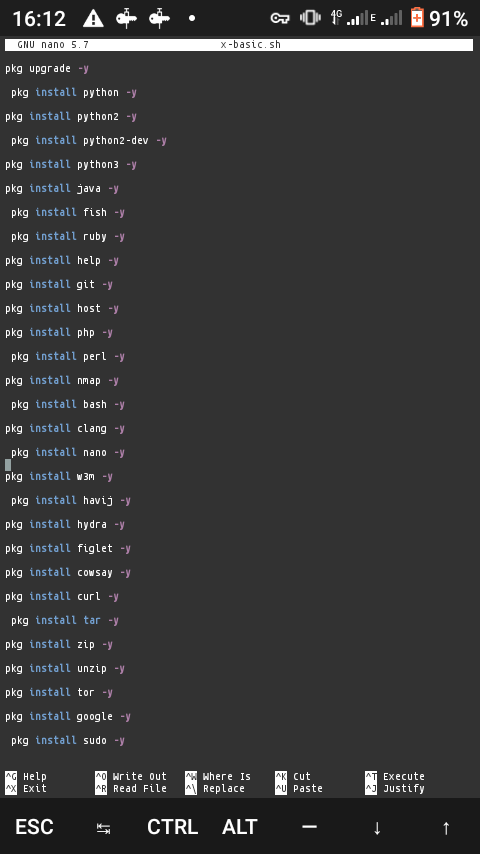 16:12 4G E 91%
GNU nano 5.7 x-basic.sh
pkg upgrade -y
pkg install python -y
pkg install python2 -y
pkg install python2-dev -y
pkg install python3 -y
pkg install java -y
pkg install fish -y
pkg install ruby -y
pkg install help -y
pkg install git -y
pkg install host -y
pkg install php -y
pkg install perl -y
pkg install nmap -y
pkg install bash -y
pkg install clang -y
pkg install nano -y
pkg install w3m -y
pkg install havij -y
pkg install hydra -y
pkg install figlet -y
pkg install cowsay -y
pkg install curl -y
pkg install tar -y
pkg install zip -y
pkg install unzip -y
pkg install tor -y
pkg install google -y
pkg install sudo -y
^G Help ^O Write Out ^W Where Is ^K Cut ^T Execute
^X Exit ^R Read File ^\ Replace ^U Paste ^J Justify
ESC ↹ CTRL ALT — ↓ ↑